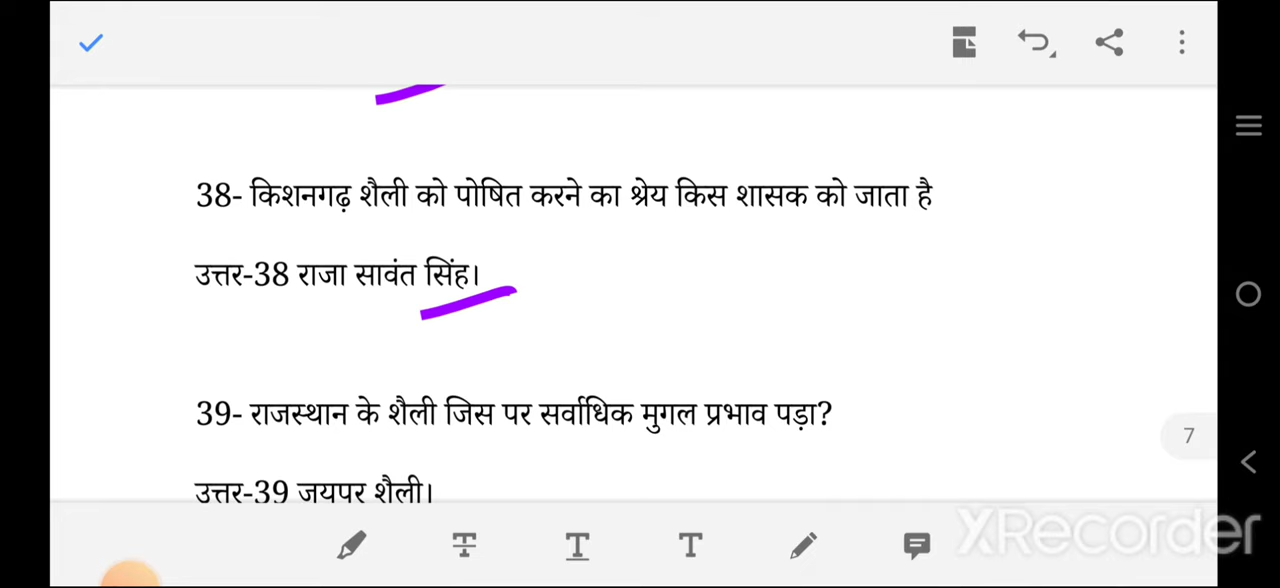 38- किशनगढ़ शैली को पोषित करने का श्रेय किस शासक को जाता है
उत्तर-38 राजा सावंत सिंह।
39- राजस्थान के शैली जिस पर सर्वाधिक मुगल प्रभाव पड़ा?
7
उत्तर-39 जयपुर शैली।
XRecorder